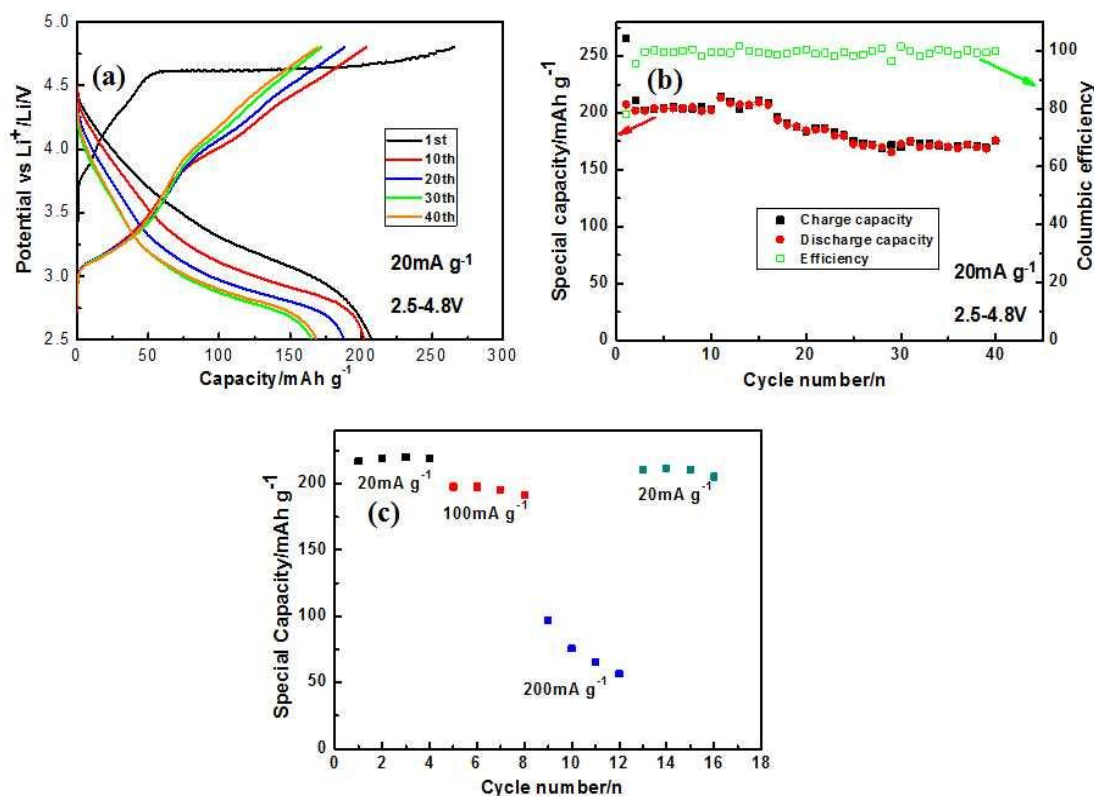 (a)
5.0
4.5
4.0
3.5
3.0
2.5
Potential vs Li⁺/Li/V
1st
10th
20th
30th
40th
20mA g⁻¹
2.5-4.8V
0 50 100 150 200 250 300
Capacity/mAh g⁻¹
(b)
250
200
150
100
50
0
Special capacity/mAh g⁻¹
100
80
60
40
20
0
Columbic efficiency
Charge capacity
Discharge capacity
Efficiency
20mA g⁻¹
2.5-4.8V
0 10 20 30 40
Cycle number/n
(c)
200
150
100
50
0
Special Capacity/mAh g⁻¹
20mA g⁻¹
100mA g⁻¹
200mA g⁻¹
20mA g⁻¹
0 2 4 6 8 10 12 14 16 18
Cycle number/n